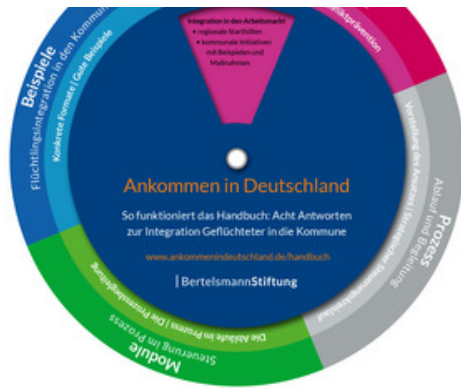 Integration in den Arbeitsmarkt
• regionale Starthilfen
• kommunale Initiativen
mit Beispielen und
Maßnahmen
Beispiele
Flüchtlingsintegration in den Kommun
Konkrete Formate | Gute Beispiele
Ankommen in Deutschland
So funktioniert das Handbuch: Acht Antworten
zur Integration Geflüchteter in die Kommune
www.ankommenindeutschland.de/handbuch
BertelsmannStiftung
Prozess
Ablauf und Begleitung
Module
Steuerung im Prozess
Die Abläufe im Prozess | Die Prozessbegleitung